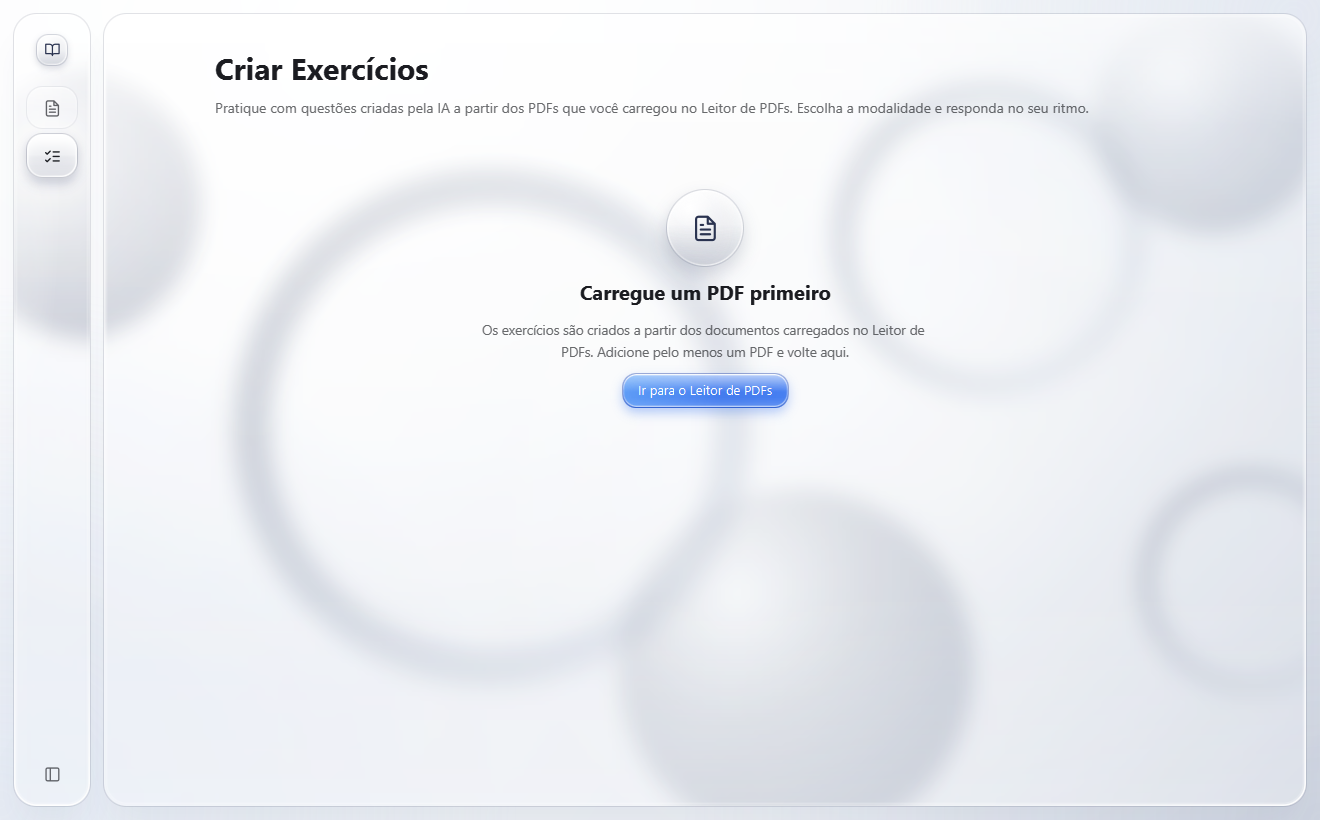 Criar Exercícios
Pratique com questões criadas pela IA a partir dos PDFs que você carregou no Leitor de PDFs. Escolha a modalidade e responda no seu ritmo.
Carregue um PDF primeiro
Os exercícios são criados a partir dos documentos carregados no Leitor de
PDFs. Adicione pelo menos um PDF e volte aqui.
Ir para o Leitor de PDFs